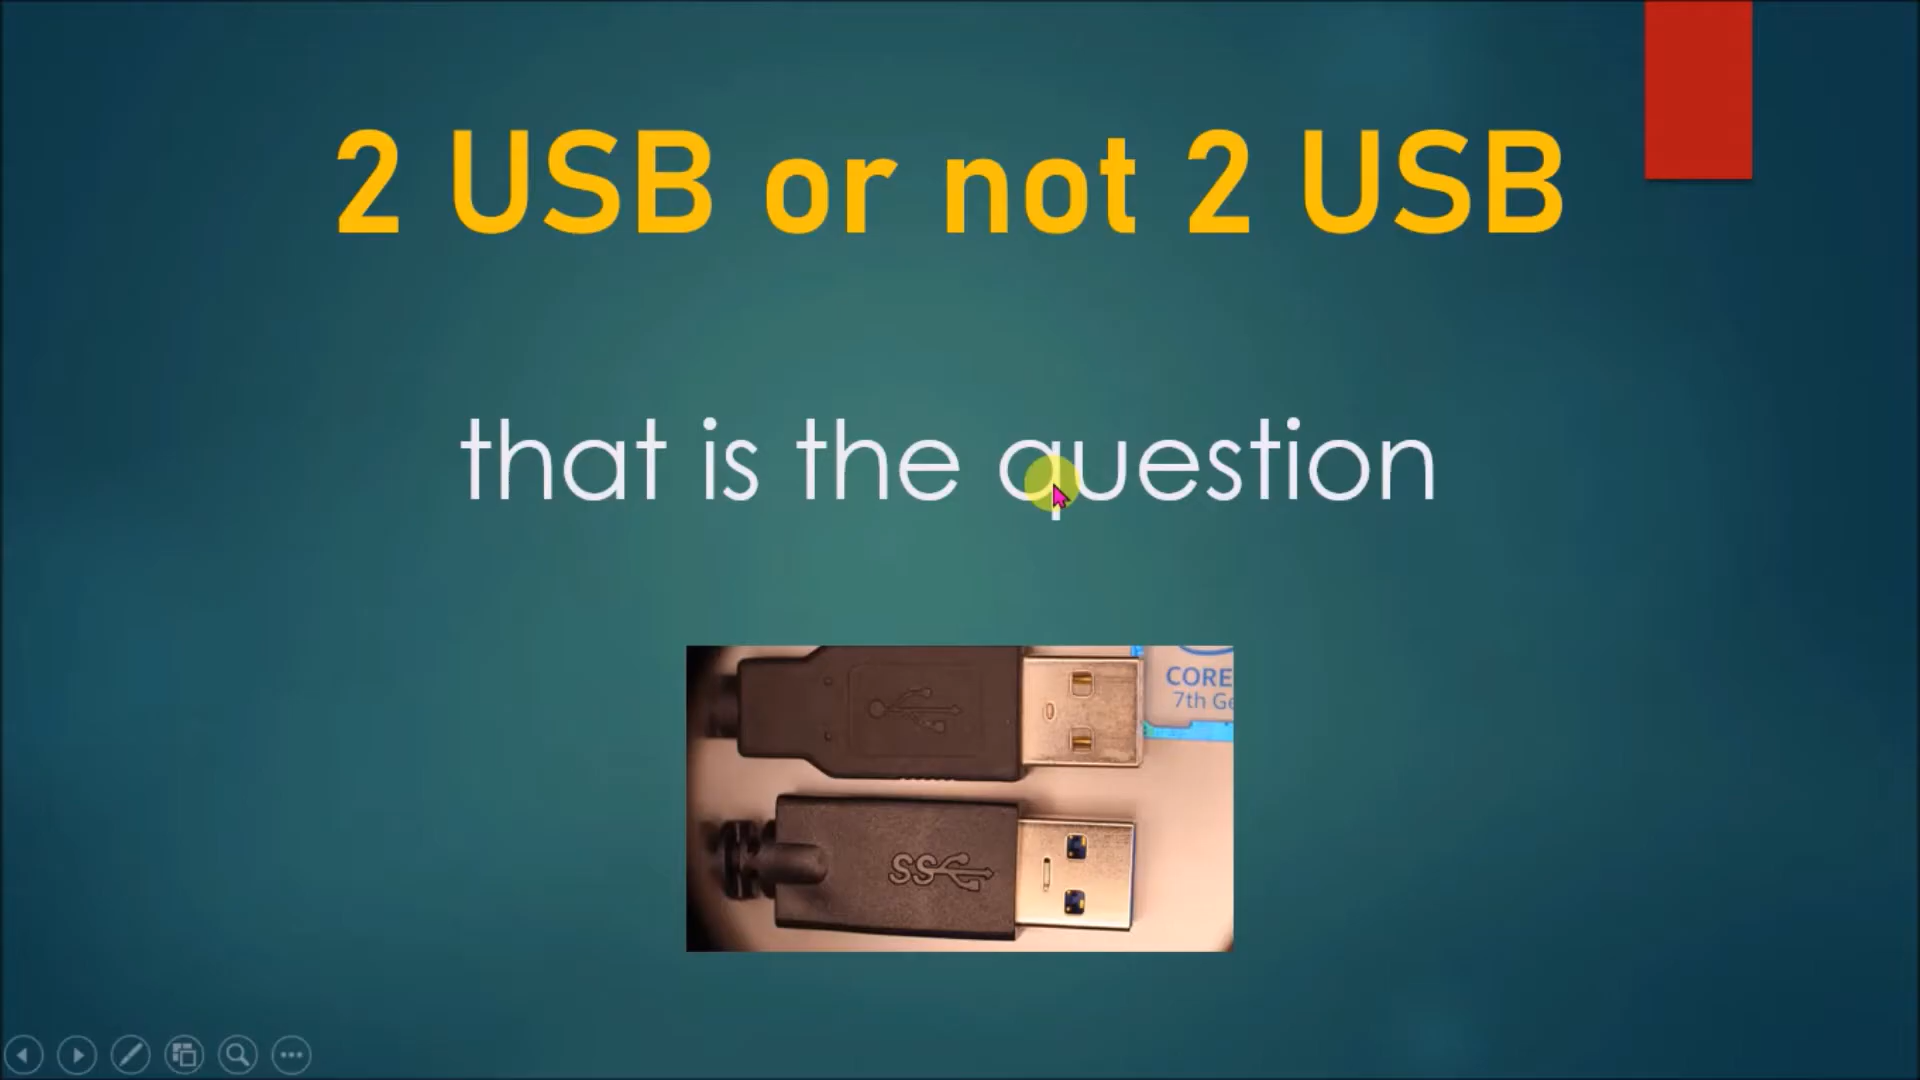 2 USB or not 2 USB
that is the question
CORE
7th Ge
SS